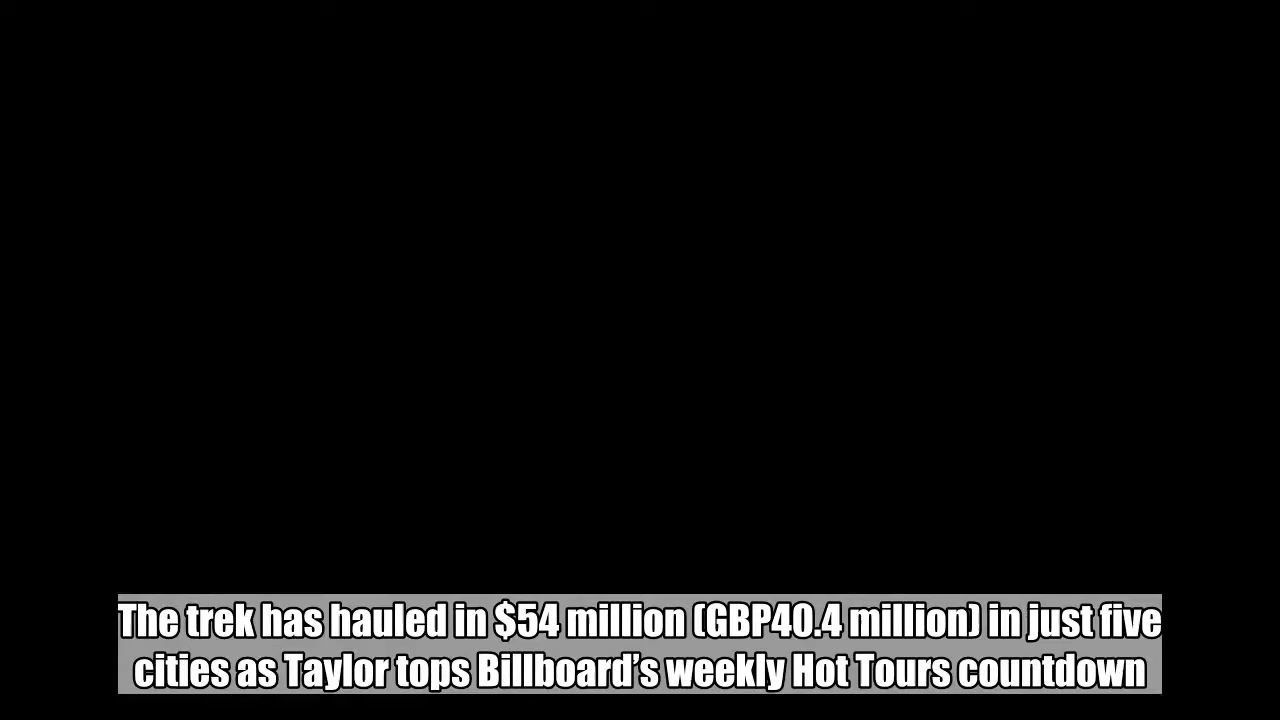 The trek has hauled in $54 million (GBP40.4 million) in just five
cities as Taylor tops Billboard’s weekly Hot Tours countdown